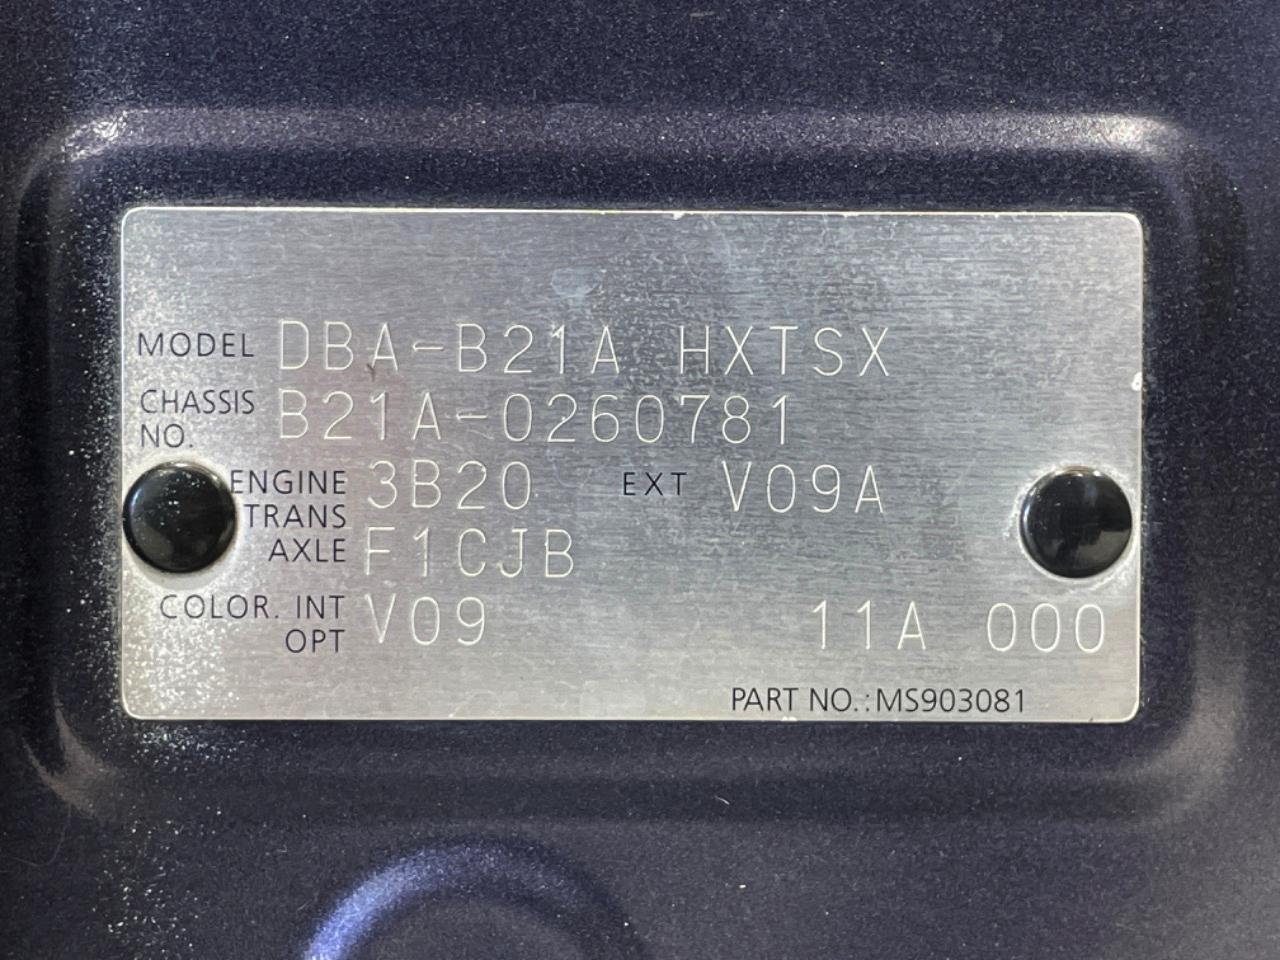 MODEL DBA-B21A HXTSX
CHASSIS NO. B21A-0260781
ENGINE 3B20 EXT V09A
TRANS AXLE F1CJB
COLOR. INT OPT V09 11A 000
PART NO.:MS903081